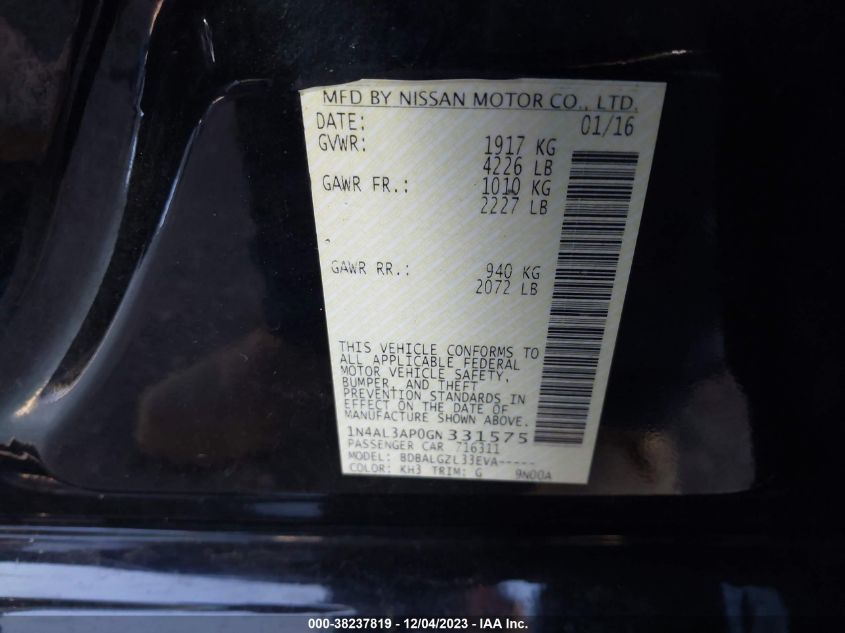 MFD BY NISSAN MOTOR CO., LTD.
DATE: 01/16
GVWR: 1917 KG
4226 LB
GAWR FR.: 1010 KG
2227 LB
GAWR RR.: 940 KG
2072 LB
THIS VEHICLE CONFORMS TO
ALL APPLICABLE FEDERAL
MOTOR VEHICLE SAFETY,
BUMPER, AND THEFT
PREVENTION STANDARDS IN
EFFECT ON THE DATE OF
MANUFACTURE SHOWN ABOVE.
1N4AL3AP0GN331575
PASSENGER CAR 716311
MODEL: BDBALGZL33EVA-----
COLOR: KH3 TRIM: G 9N00A
000-38237819 - 12/04/2023 - IAA Inc.